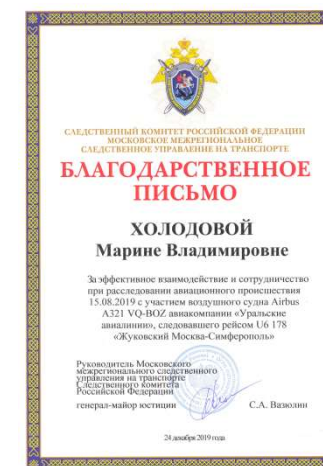 СЛЕДСТВЕННЫЙ КОМИТЕТ РОССИЙСКОЙ ФЕДЕРАЦИИ
МОСКОВСКОЕ МЕЖРЕГИОНАЛЬНОЕ
СЛЕДСТВЕННОЕ УПРАВЛЕНИЕ НА ТРАНСПОРТЕ
БЛАГОДАРСТВЕННОЕ
ПИСЬМО
ХОЛОДОВОЙ
Марине Владимировне
За эффективное взаимодействие и сотрудничество
при расследовании авиационного происшествия
15.08.2019 с участием воздушного судна Airbus
A321 VQ-BOZ авиакомпании «Уральские
авиалинии», следовавшего рейсом U6 178
«Жуковский Москва-Симферополь»
Руководитель Московского
межрегионального следственного
управления на транспорте
Следственного комитета
Российской Федерации
генерал-майор юстиции С.А. Вазюлин
24 декабря 2019 года